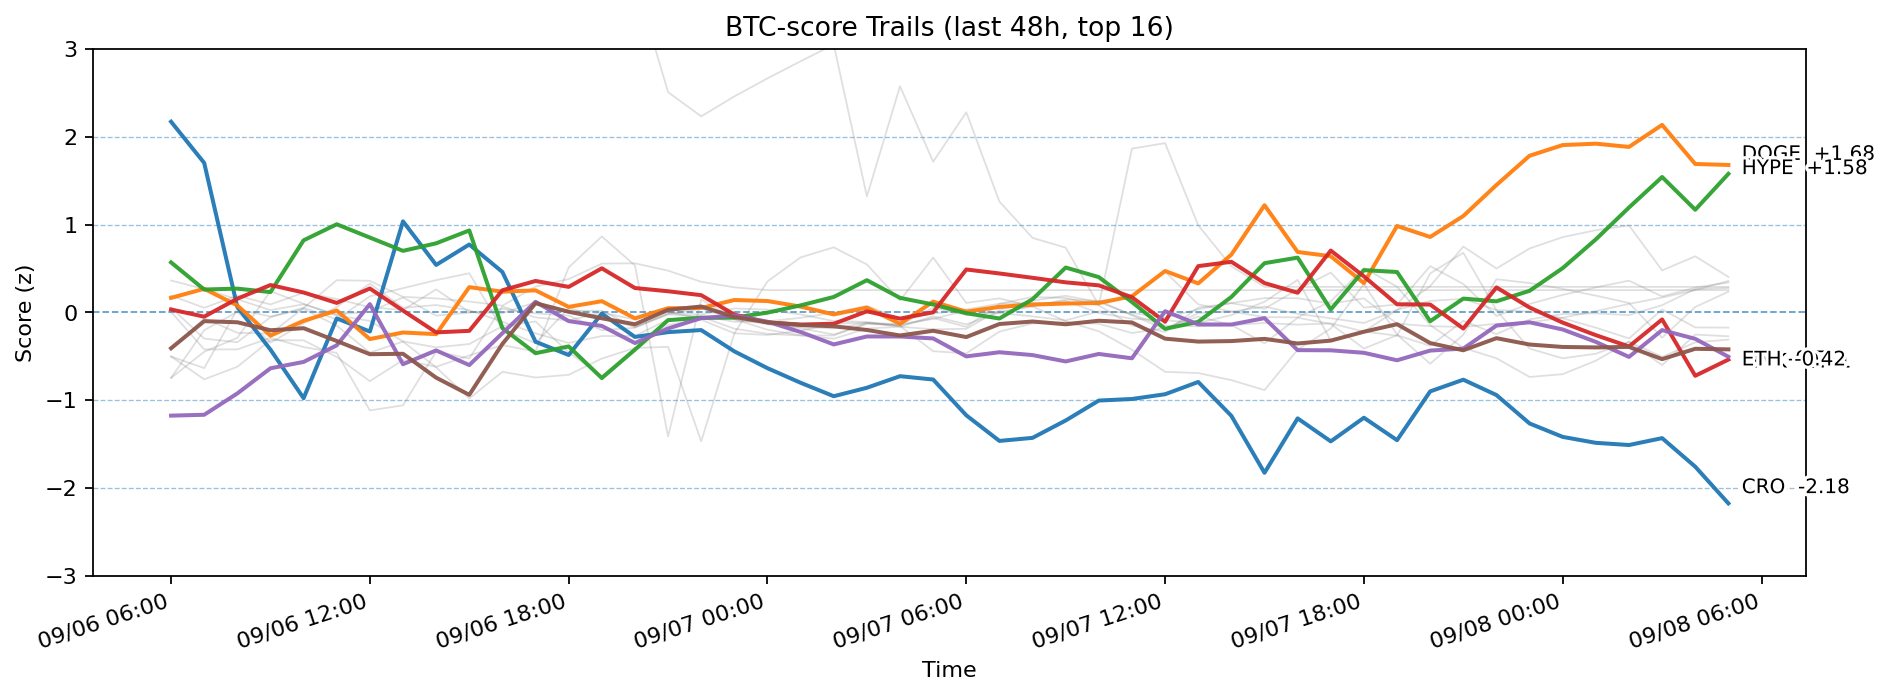 BTC-score Trails (last 48h, top 16)
Score (z)
3
2
1
0
−1
−2
−3
DOGE +1.68
HYPE +1.58
ETH -0.42
CRO -2.18
09/06 06:00
09/06 12:00
09/06 18:00
09/07 00:00
09/07 06:00
09/07 12:00
09/07 18:00
09/08 00:00
09/08 06:00
Time